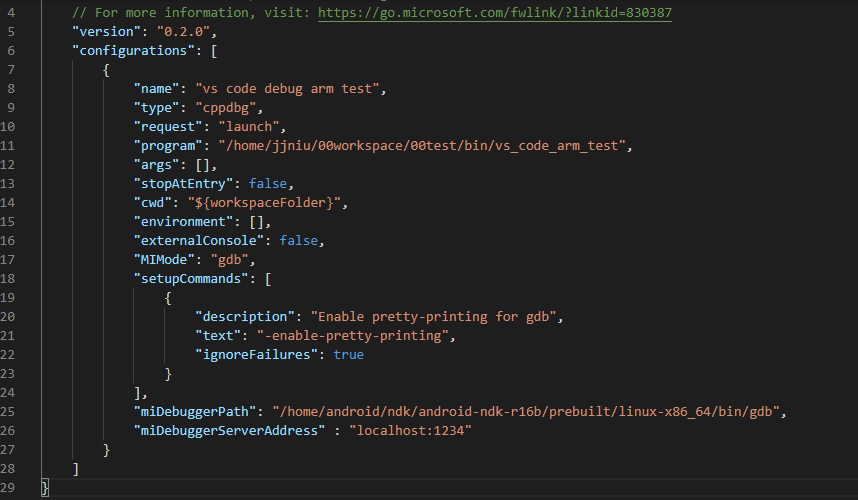 4 // For more information, visit: https://go.microsoft.com/fwlink/?linkid=830387
5 "version": "0.2.0",
6 "configurations": [
7 {
8 "name": "vs code debug arm test",
9 "type": "cppdbg",
10 "request": "launch",
11 "program": "/home/jjniu/00workspace/00test/bin/vs_code_arm_test",
12 "args": [],
13 "stopAtEntry": false,
14 "cwd": "${workspaceFolder}",
15 "environment": [],
16 "externalConsole": false,
17 "MIMode": "gdb",
18 "setupCommands": [
19 {
20 "description": "Enable pretty-printing for gdb",
21 "text": "-enable-pretty-printing",
22 "ignoreFailures": true
23 }
24 ],
25 "miDebuggerPath": "/home/android/ndk/android-ndk-r16b/prebuilt/linux-x86_64/bin/gdb",
26 "miDebuggerServerAddress" : "localhost:1234"
27 }
28 ]
29 }